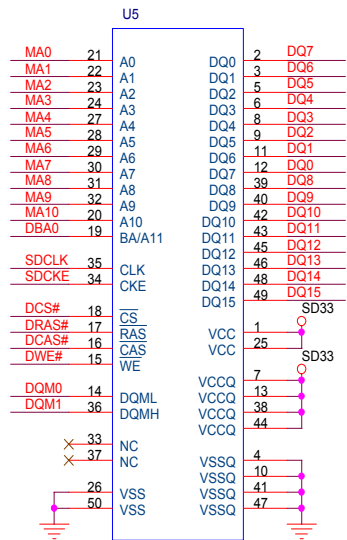 U5
MA0 21 A0 DQ0 2 DQ7
MA1 22 A1 DQ1 3 DQ6
MA2 23 A2 DQ2 5 DQ5
MA3 24 A3 DQ3 6 DQ4
MA4 27 A4 DQ4 8 DQ3
MA5 28 A5 DQ5 9 DQ2
MA6 29 A6 DQ6 11 DQ1
MA7 30 A7 DQ7 12 DQ0
MA8 31 A8 DQ8 39 DQ8
MA9 32 A9 DQ9 40 DQ9
MA10 20 A10 DQ10 42 DQ10
DBA0 19 BA/A11 DQ11 43 DQ11
DQ12 45 DQ12
SDCLK 35 CLK DQ13 46 DQ13
SDCKE 34 CKE DQ14 48 DQ14
DQ15 49 DQ15
SD33
DCS# 18 CS
DRAS# 17 RAS VCC 1
DCAS# 16 CAS VCC 25
DWE# 15 WE
SD33
VCCQ 7
DQM0 14 DQML VCCQ 13
DQM1 36 DQMH VCCQ 38
VCCQ 44
33 NC
37 NC VSSQ 4
VSSQ 10
26 VSS VSSQ 41
50 VSS VSSQ 47